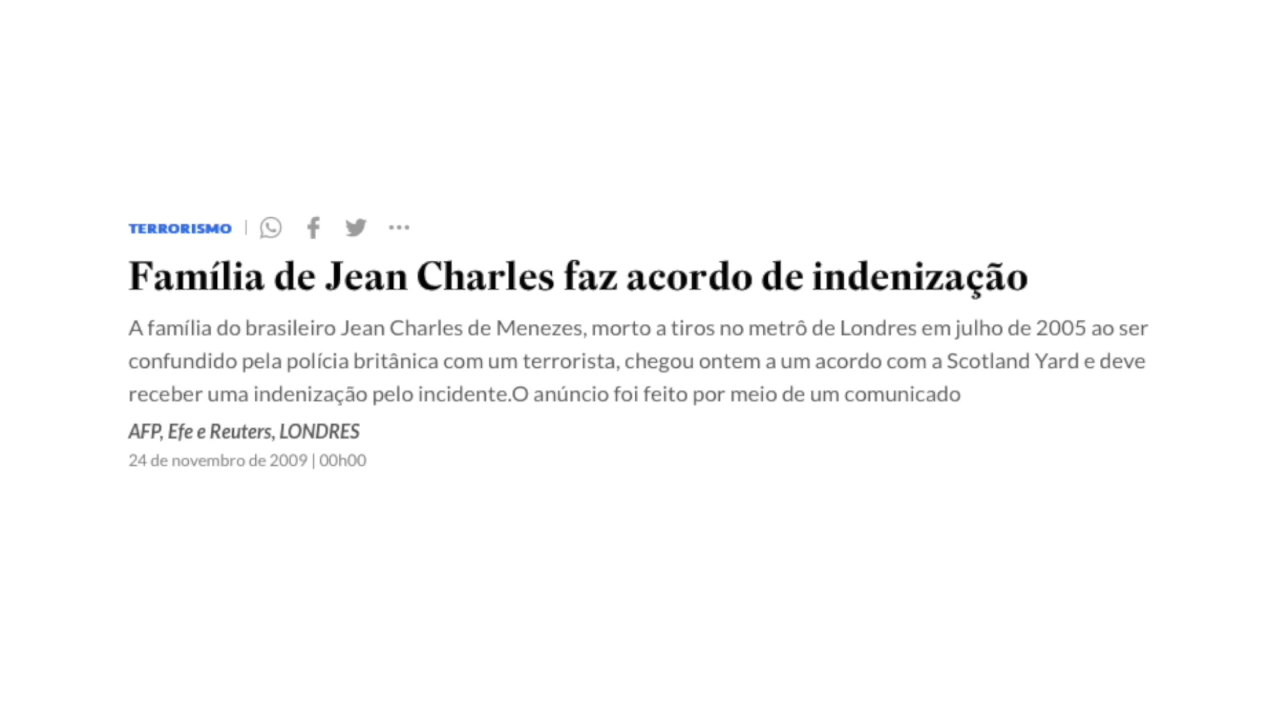 TERRORISMO
Família de Jean Charles faz acordo de indenização
A família do brasileiro Jean Charles de Menezes, morto a tiros no metrô de Londres em julho de 2005 ao ser
confundido pela polícia britânica com um terrorista, chegou ontem a um acordo com a Scotland Yard e deve
receber uma indenização pelo incidente.O anúncio foi feito por meio de um comunicado
AFP, Efe e Reuters, LONDRES
24 de novembro de 2009 | 00h00